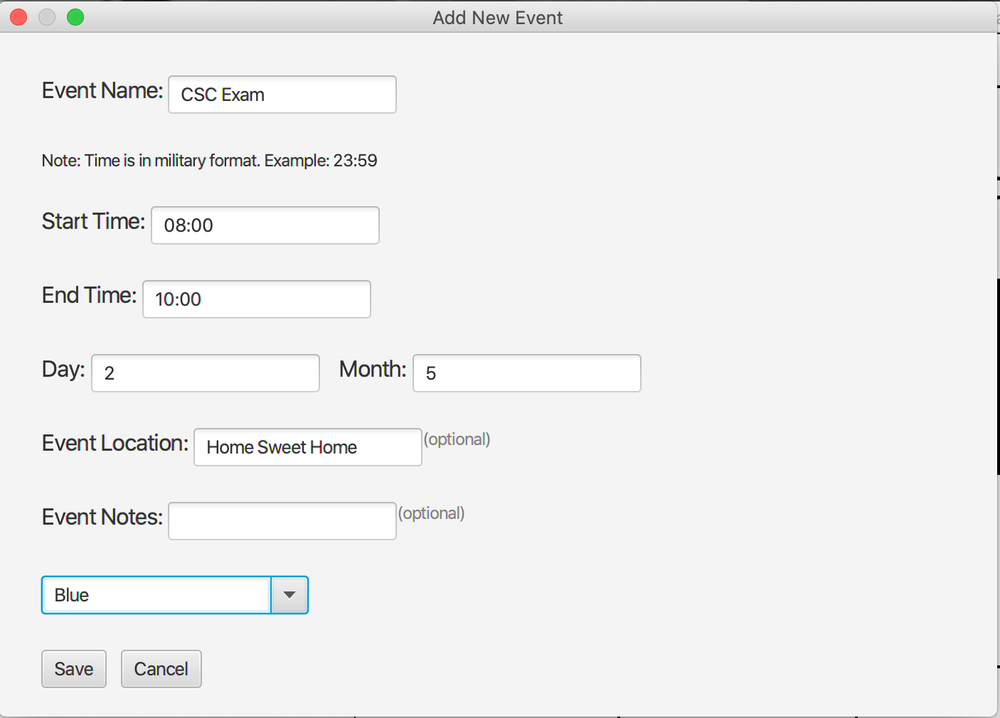 Add New Event
Event Name: CSC Exam
Note: Time is in military format. Example: 23:59
Start Time: 08:00
End Time: 10:00
Day: 2 Month: 5
Event Location: Home Sweet Home (optional)
Event Notes: (optional)
Blue
Save Cancel